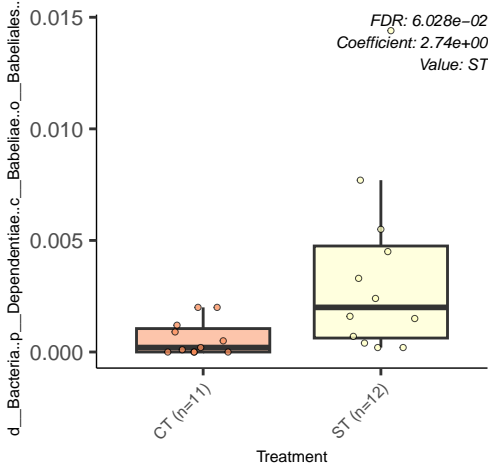 d__Bacteria..p__Dependentiae..c__Babeliae..o__Babeliales..
0.015
0.010
0.005
0.000
FDR: 6.028e−02
Coefficient: 2.74e+00
Value: ST
CT (n=11)
ST (n=12)
Treatment